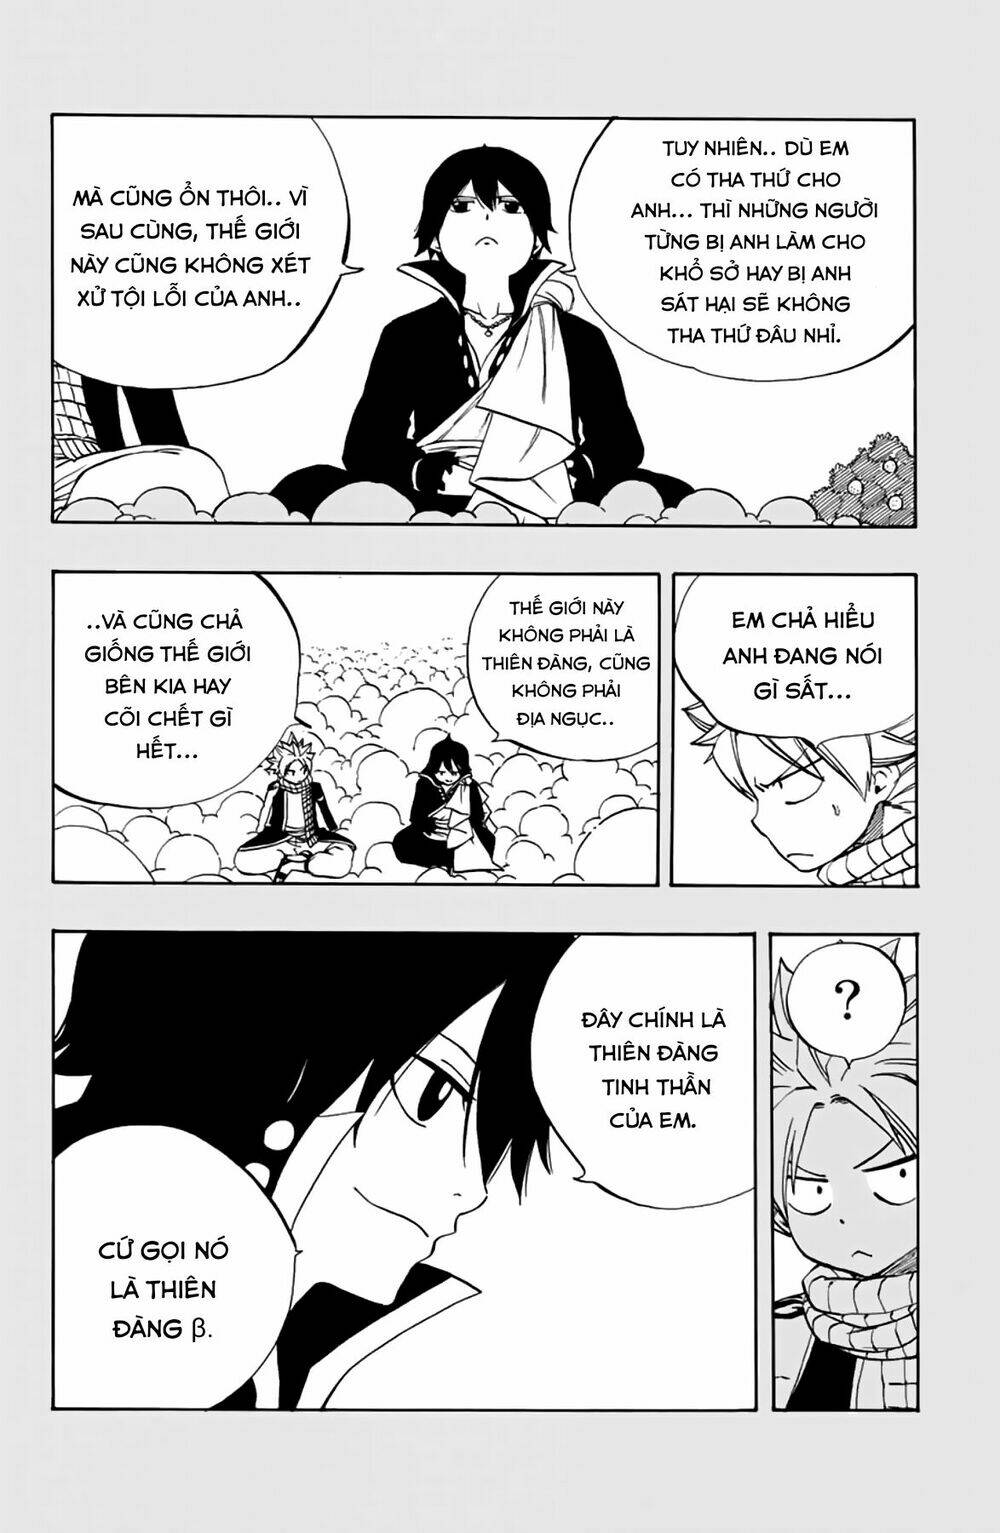 TUY NHIÊN.. DÙ EM
CÓ THA THỨ CHO
ANH... THÌ NHỮNG NGƯỜI
TỪNG BỊ ANH LÀM CHO
KHỔ SỞ HAY BỊ ANH
SÁT HẠI SẼ KHÔNG
THA THỨ ĐÂU NHỈ.
MÀ CŨNG ỔN THÔI.. VÌ
SAU CÙNG, THẾ GIỚI
NÀY CŨNG KHÔNG XÉT
XỬ TỘI LỖI CỦA ANH..
EM CHẢ HIỂU
ANH ĐANG NÓI
GÌ SẤT...
THẾ GIỚI NÀY
KHÔNG PHẢI LÀ
THIÊN ĐÀNG, CŨNG
KHÔNG PHẢI
ĐỊA NGỤC..
..VÀ CŨNG CHẢ
GIỐNG THẾ GIỚI
BÊN KIA HAY
CÕI CHẾT GÌ
HẾT...
?
ĐÂY CHÍNH LÀ
THIÊN ĐÀNG
TINH THẦN
CỦA EM.
CỨ GỌI NÓ
LÀ THIÊN
ĐÀNG β.